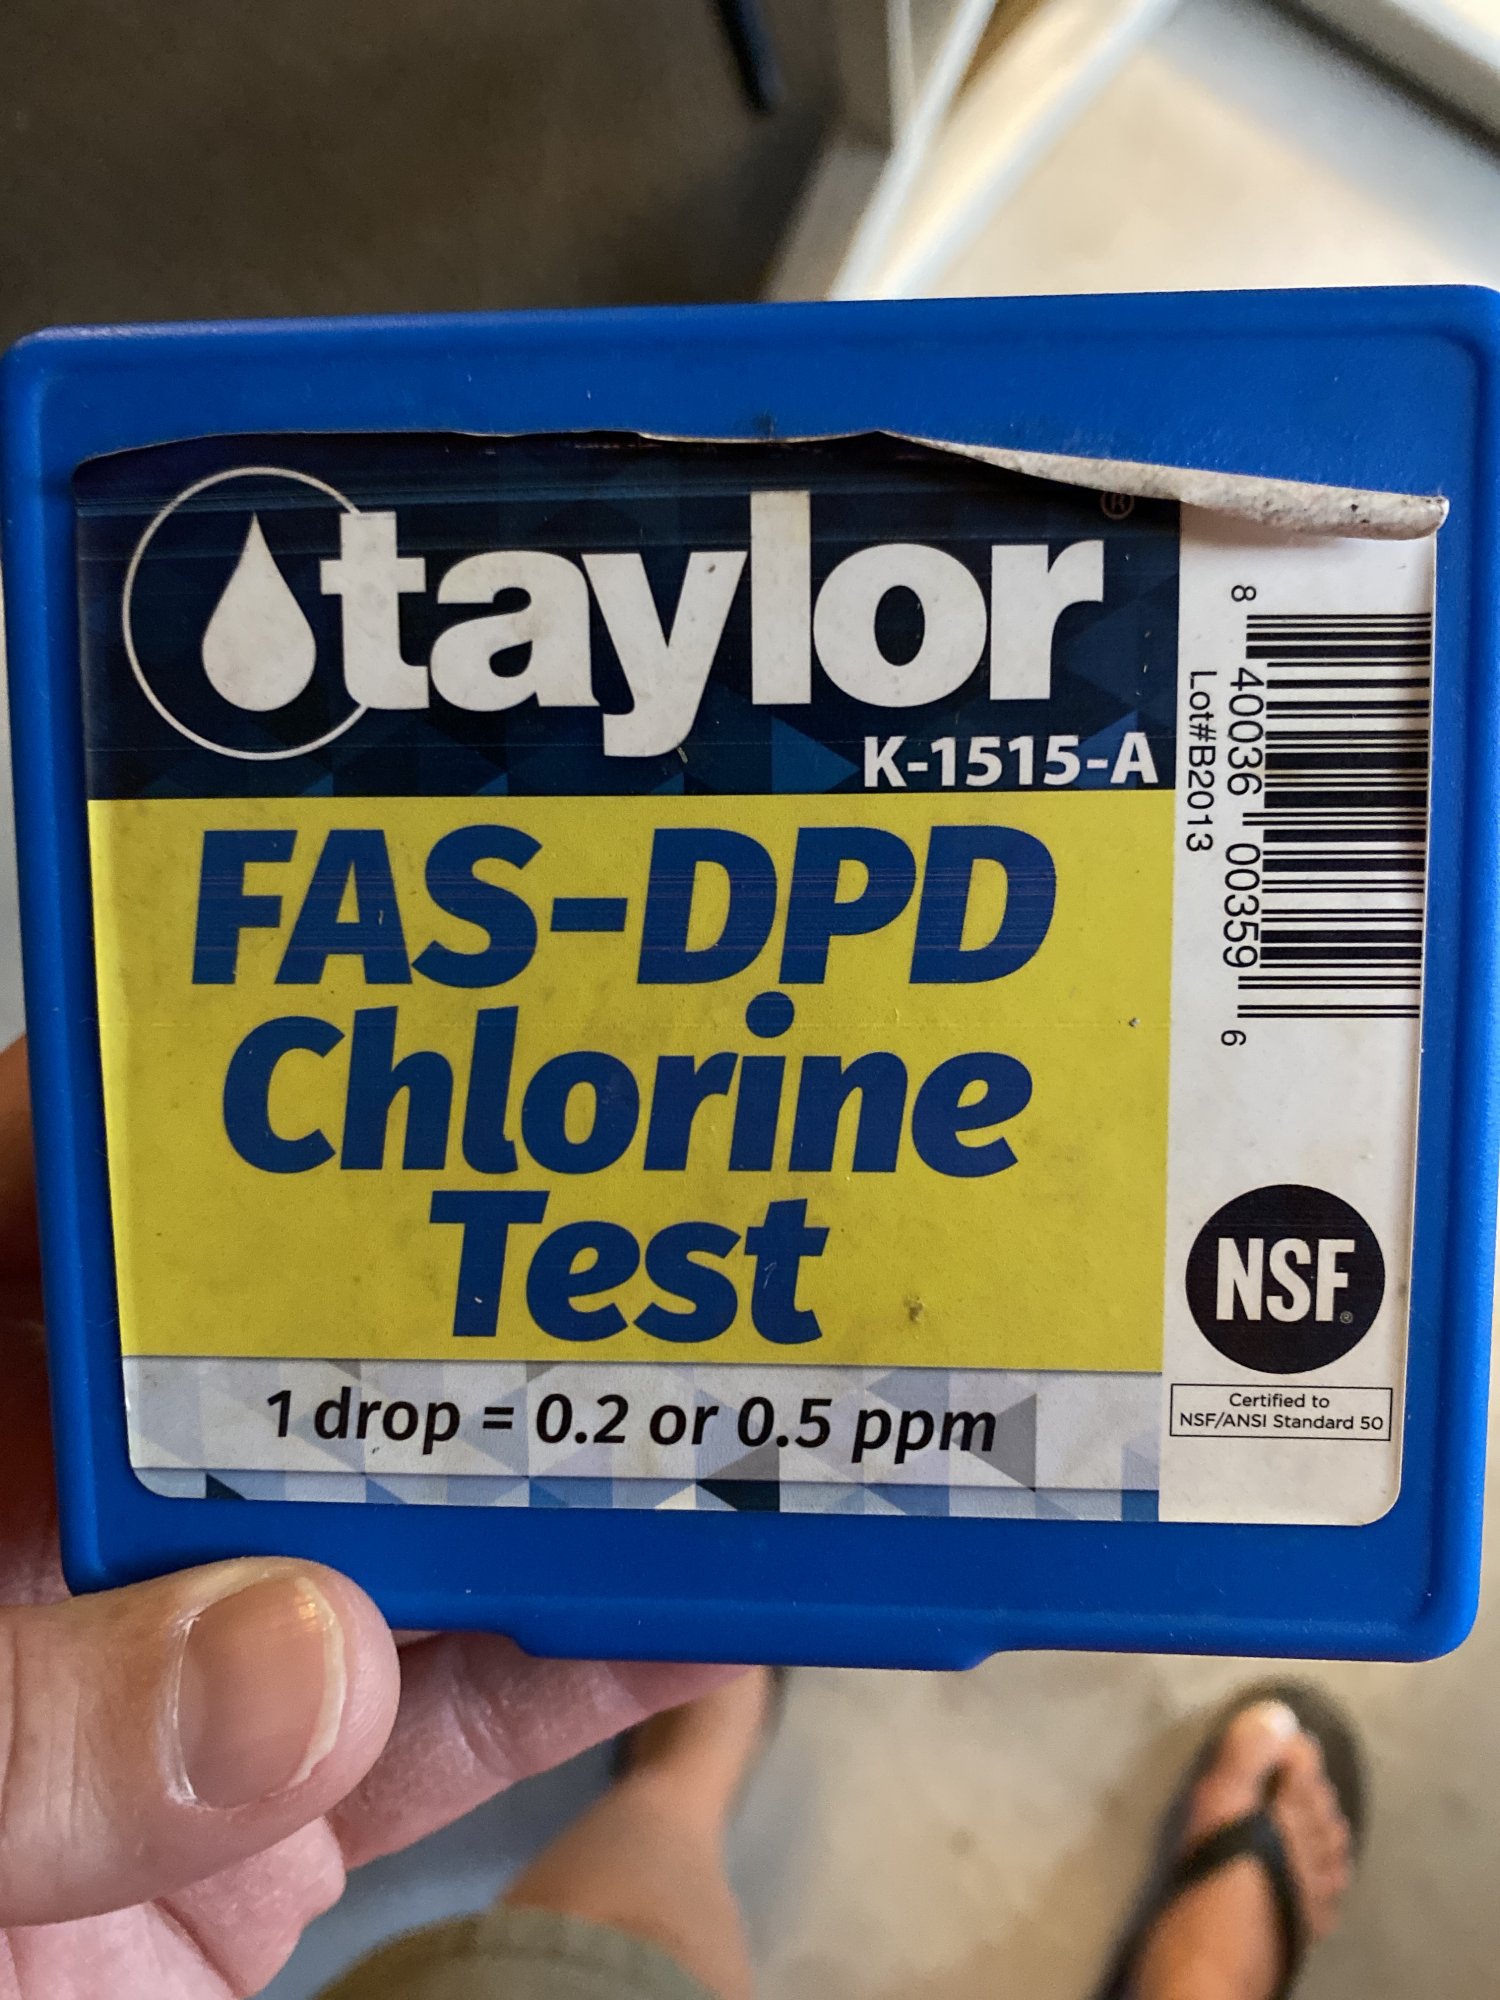 taylor®
K-1515-A
FAS-DPD
Chlorine
Test
1 drop = 0.2 or 0.5 ppm
8 40036 00359 6
Lot#B2013
NSF®
Certified to
NSF/ANSI Standard 50